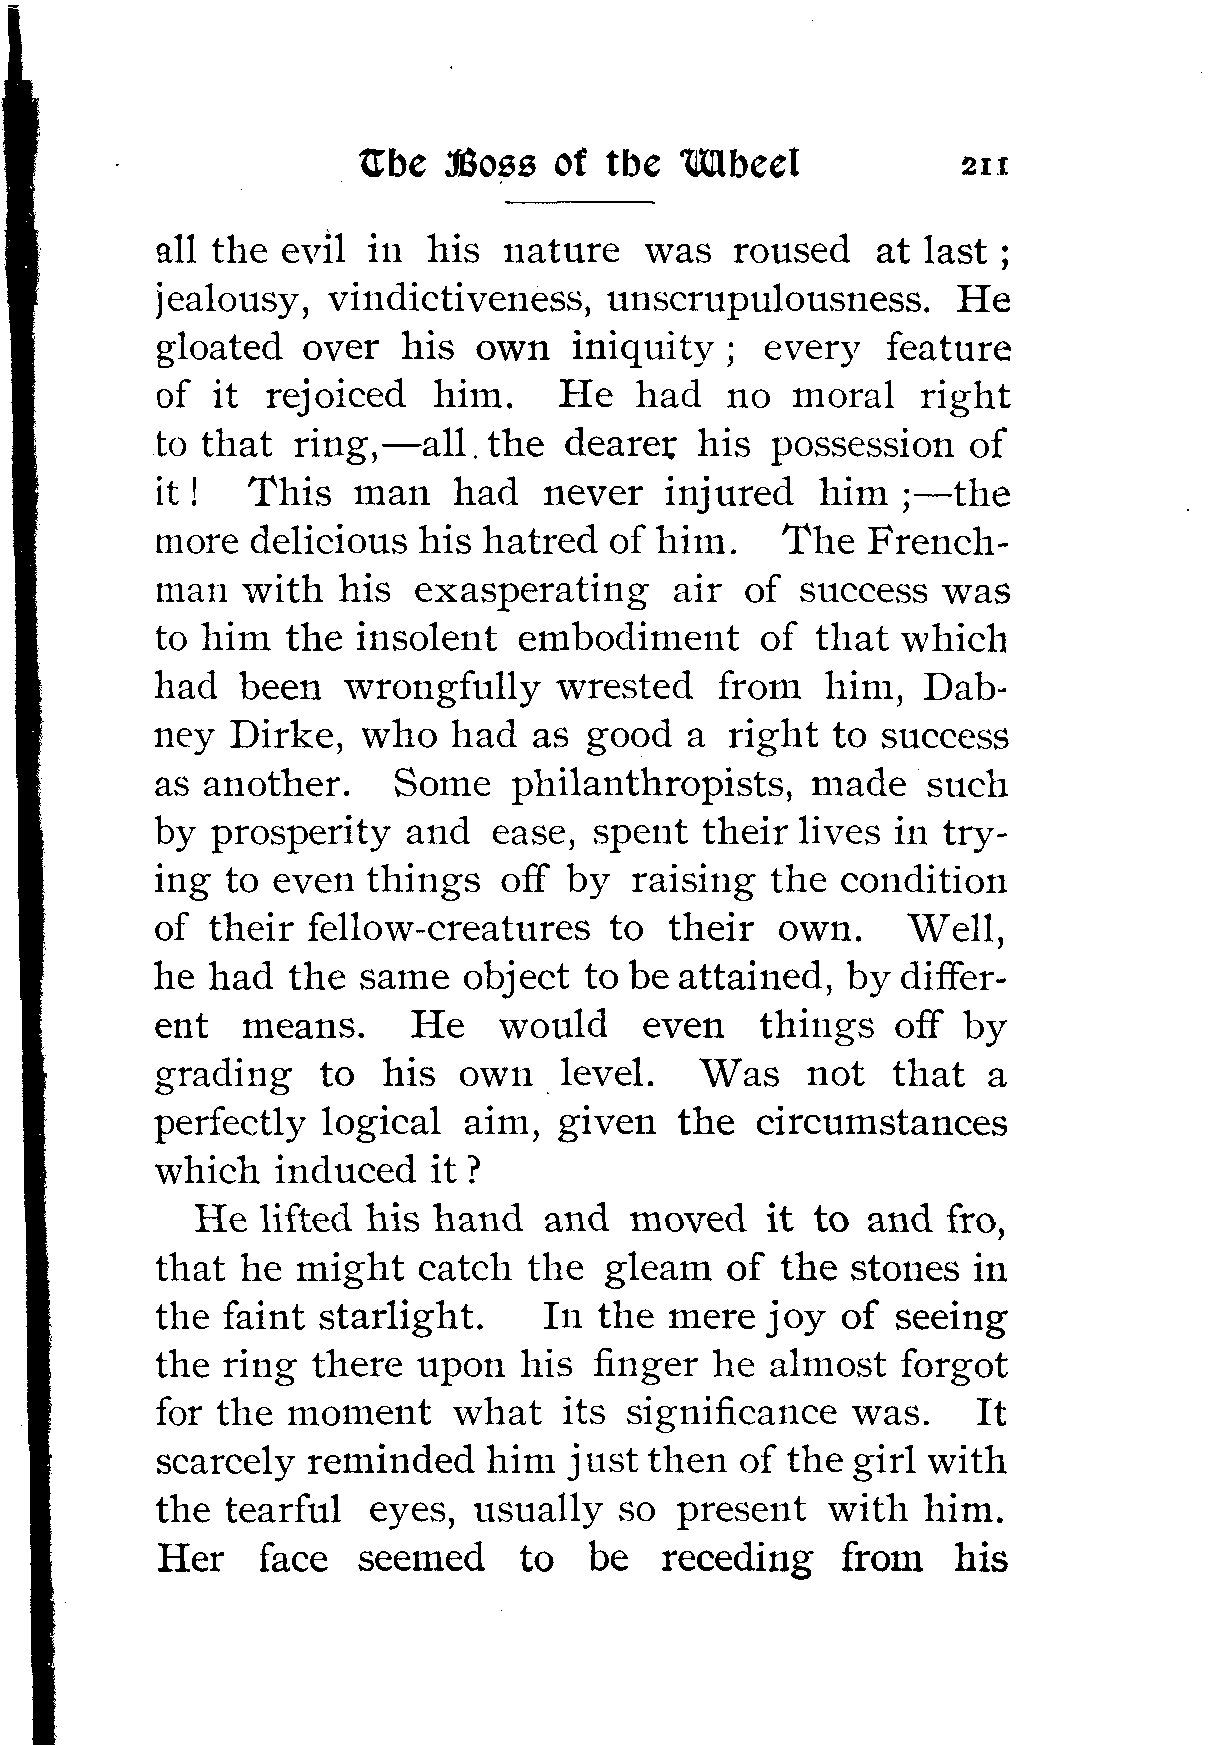 The Boss of the Wheel 211
all the evil in his nature was roused at last ;
jealousy, vindictiveness, unscrupulousness. He
gloated over his own iniquity ; every feature
of it rejoiced him. He had no moral right
to that ring,—all the dearer his possession of
it ! This man had never injured him ;—the
more delicious his hatred of him. The French-
man with his exasperating air of success was
to him the insolent embodiment of that which
had been wrongfully wrested from him, Dab-
ney Dirke, who had as good a right to success
as another. Some philanthropists, made such
by prosperity and ease, spent their lives in try-
ing to even things off by raising the condition
of their fellow-creatures to their own. Well,
he had the same object to be attained, by differ-
ent means. He would even things off by
grading to his own level. Was not that a
perfectly logical aim, given the circumstances
which induced it ?
He lifted his hand and moved it to and fro,
that he might catch the gleam of the stones in
the faint starlight. In the mere joy of seeing
the ring there upon his finger he almost forgot
for the moment what its significance was. It
scarcely reminded him just then of the girl with
the tearful eyes, usually so present with him.
Her face seemed to be receding from his